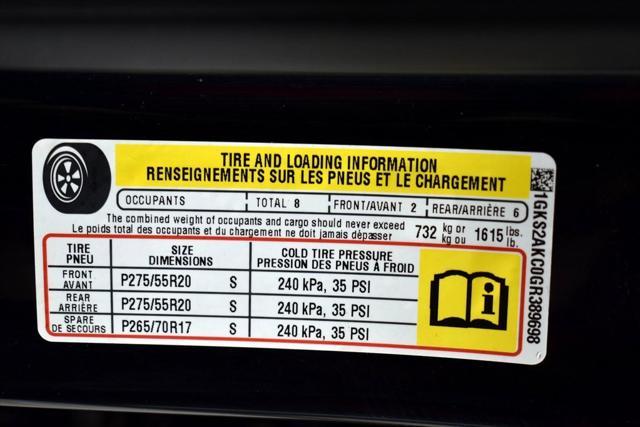 TIRE AND LOADING INFORMATION
RENSEIGNEMENTS SUR LES PNEUS ET LE CHARGEMENT
OCCUPANTS TOTAL 8 FRONT/AVANT 2 REAR/ARRIÈRE 6
The combined weight of occupants and cargo should never exceed 732 kg or 1615 lbs.
Le poids total des occupants et du chargement ne doit jamais dépasser kg ou lb.
TIRE SIZE COLD TIRE PRESSURE
PNEU DIMENSIONS PRESSION DES PNEUS À FROID
FRONT
AVANT P275/55R20 S 240 kPa, 35 PSI
REAR
ARRIÈRE P275/55R20 S 240 kPa, 35 PSI
SPARE
DE SECOURS P265/70R17 S 240 kPa, 35 PSI
1GKS2AKC0GR389698